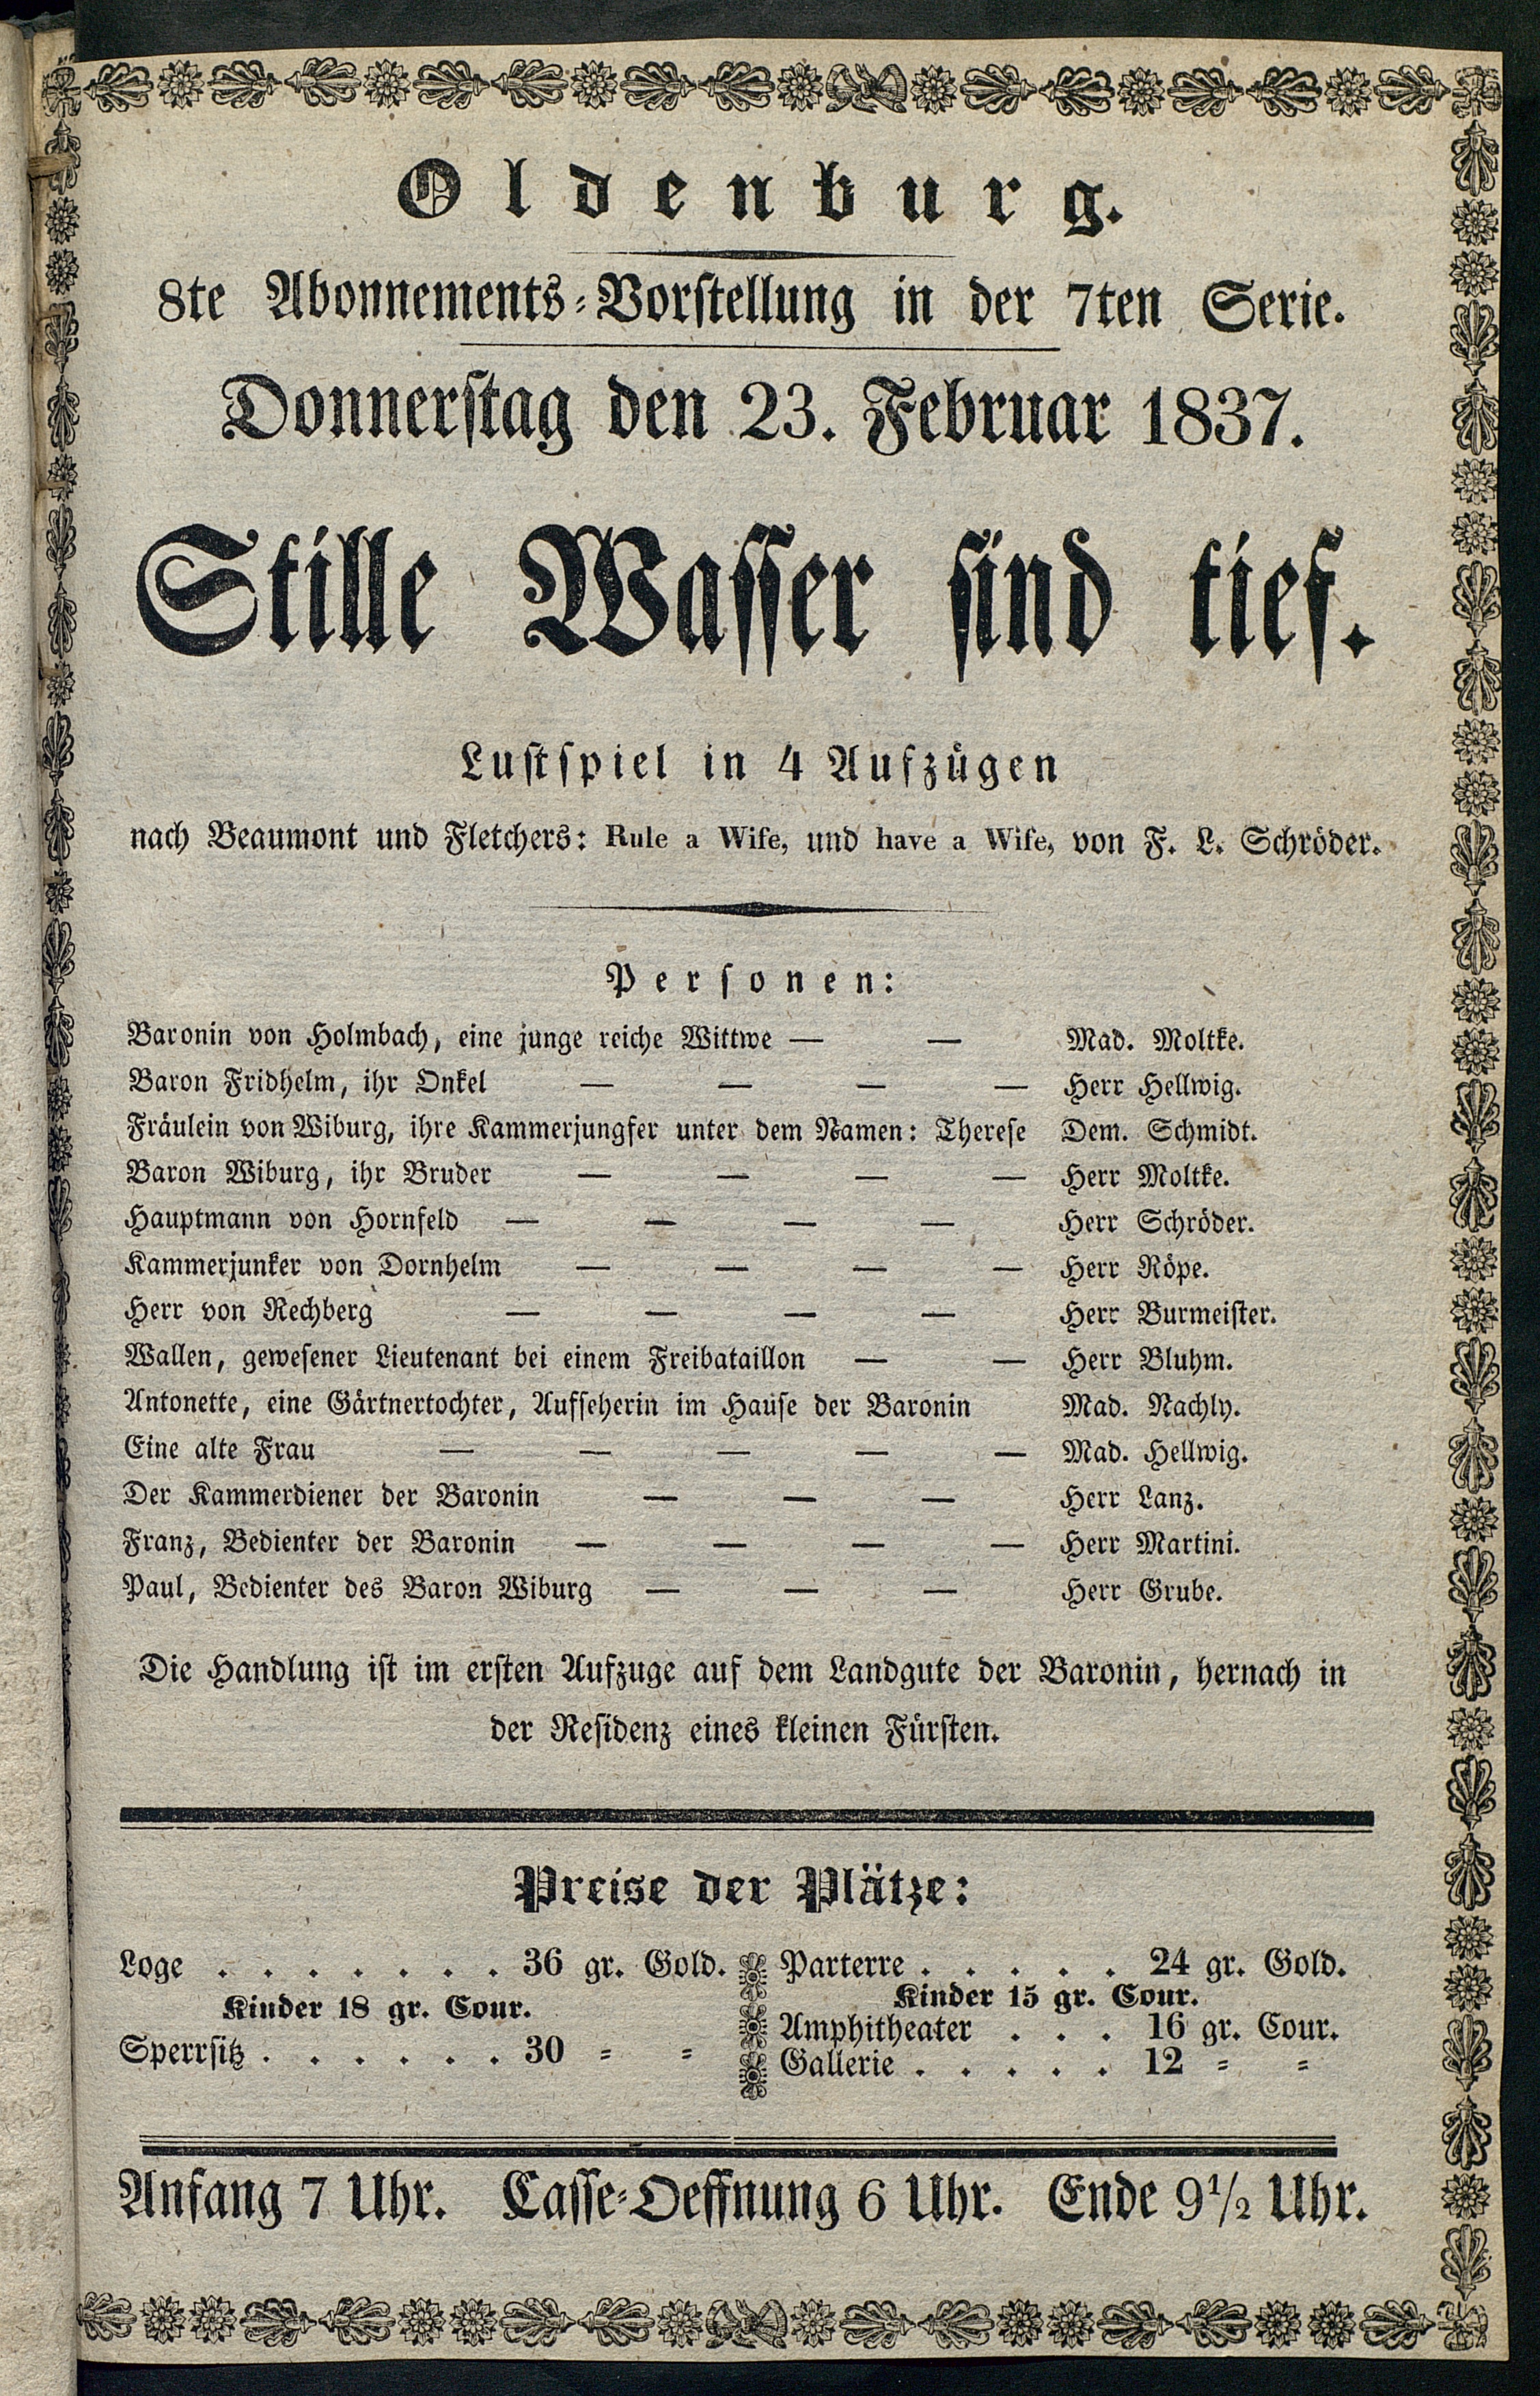 Oldenburg.
8te Abonnements-Vorstellung in der 7ten Serie.
Donnerstag den 23. Februar 1837.
Stille Wasser sind tief.
Lustspiel in 4 Aufzügen
nach Beaumont und Fletchers: Rule a Wife, und have a Wife, von F. L. Schröder.
Personen:
Baronin von Holmbach, eine junge reiche Wittwe — — Mad. Moltke.
Baron Fridhelm, ihr Onkel — — — — Herr Hellwig.
Fräulein von Wiburg, ihre Kammerjungfer unter dem Namen: Therese Dem. Schmidt.
Baron Wiburg, ihr Bruder — — — — Herr Moltke.
Hauptmann von Hornfeld — — — — Herr Schröder.
Kammerjunker von Dornhelm — — — — Herr Röpe.
Herr von Rechberg — — — — Herr Burmeister.
Wallen, gewesener Lieutenant bei einem Freibataillon — — Herr Bluhm.
Antonette, eine Gärtnertochter, Aufseherin im Hause der Baronin Mad. Nachly.
Eine alte Frau — — — — — Mad. Hellwig.
Der Kammerdiener der Baronin — — — Herr Lanz.
Franz, Bedienter der Baronin — — — — Herr Martini.
Paul, Bedienter des Baron Wiburg — — — Herr Grube.
Die Handlung ist im ersten Aufzuge auf dem Landgute der Baronin, hernach in
der Residenz eines kleinen Fürsten.
Preise der Plätze:
Loge . . . . . . . 36 gr. Gold.
Kinder 18 gr. Cour.
Sperrsitz . . . . . . 30 = =
Parterre . . . . . 24 gr. Gold.
Kinder 15 gr. Cour.
Amphitheater . . . 16 gr. Cour.
Gallerie . . . . . 12 = =
Anfang 7 Uhr. Casse-Oeffnung 6 Uhr. Ende 9½ Uhr.